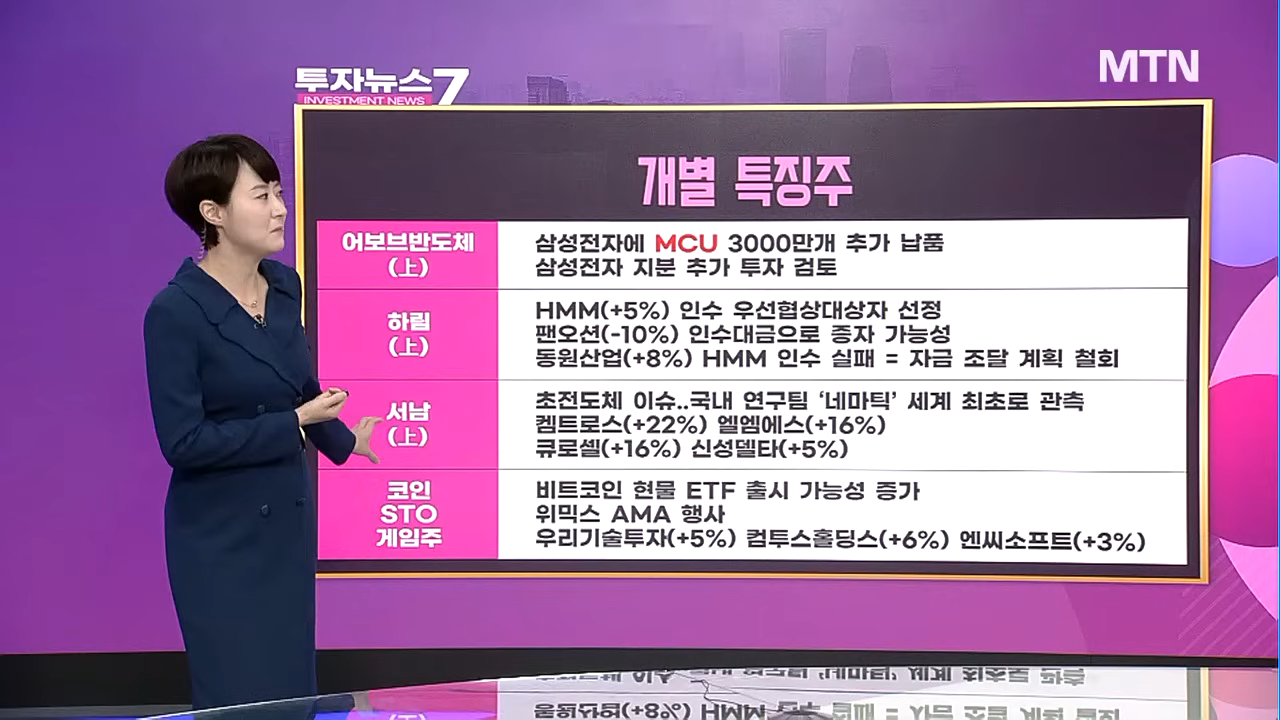 MTN
투자뉴스7
INVESTMENT NEWS
개별 특징주
어보브반도체
(上)
삼성전자에 MCU 3000만개 추가 납품
삼성전자 지분 추가 투자 검토
하림
(上)
HMM(+5%) 인수 우선협상대상자 선정
팬오션(-10%) 인수대금으로 증자 가능성
동원산업(+8%) HMM 인수 실패 = 자금 조달 계획 철회
서남
(上)
초전도체 이슈..국내 연구팀 ‘네마틱’ 세계 최초로 관측
켐트로스(+22%) 엘엠에스(+16%)
큐로셀(+16%) 신성델타(+5%)
코인
STO
게임주
비트코인 현물 ETF 출시 가능성 증가
위믹스 AMA 행사
우리기술투자(+5%) 컴투스홀딩스(+6%) 엔씨소프트(+3%)